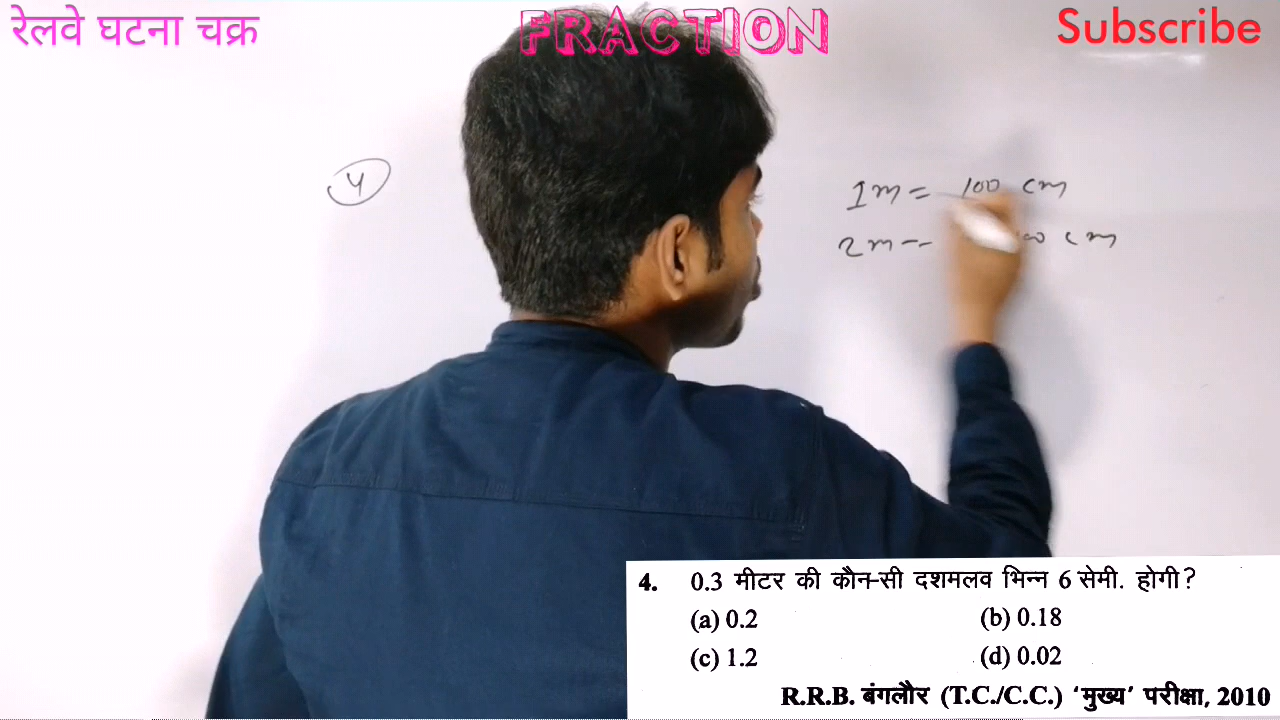 रेलवे घटना चक्र
FRACTION
Subscribe
4
1m = 100 cm
2m = cm
4. 0.3 मीटर की कौन-सी दशमलव भिन्न 6 सेमी. होगी?
(a) 0.2 (b) 0.18
(c) 1.2 (d) 0.02
R.R.B. बंगलौर (T.C./C.C.) ‘मुख्य’ परीक्षा, 2010